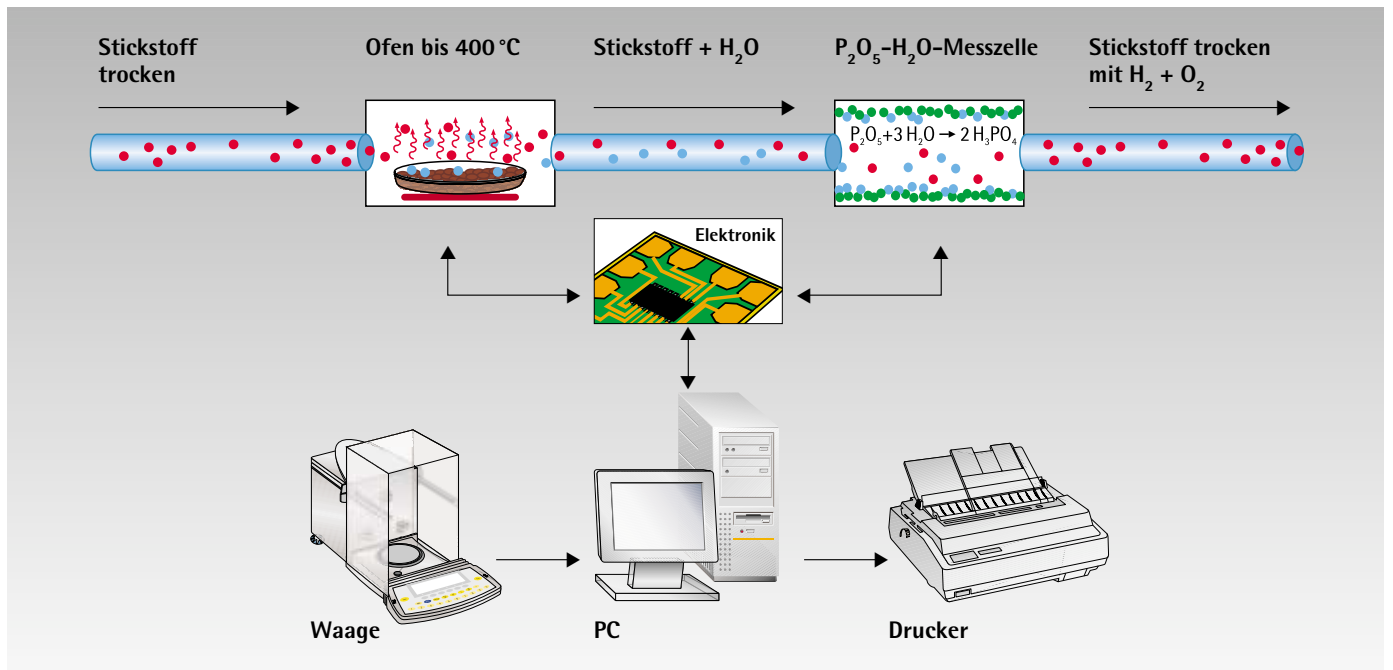 Stickstoff
trocken
Ofen bis 400 °C
Stickstoff + H₂O
P₂O₅-H₂O-Messzelle
Stickstoff trocken
mit H₂ + O₂
P₂O₅+3 H₂O → 2 H₃PO₄
Elektronik
Waage
PC
Drucker